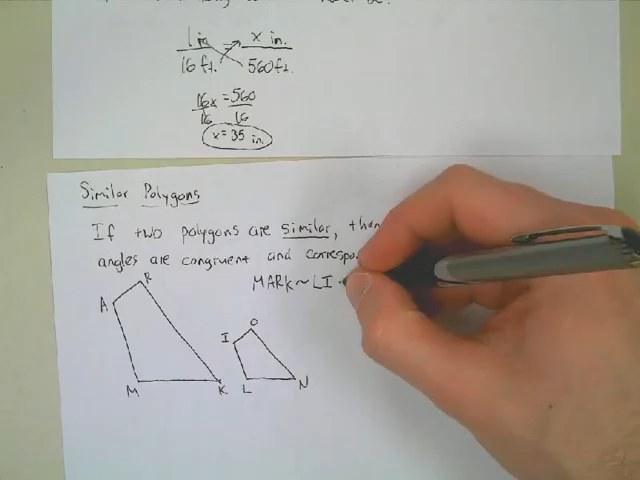 1 in. = x in.
16 ft. 560 ft.
16x = 560
16 16
x = 35 in.
Similar Polygons
If two polygons are similar, then
angles are congruent and correspo
MARK ~ LI
R
A
O
I
M
K
L
N